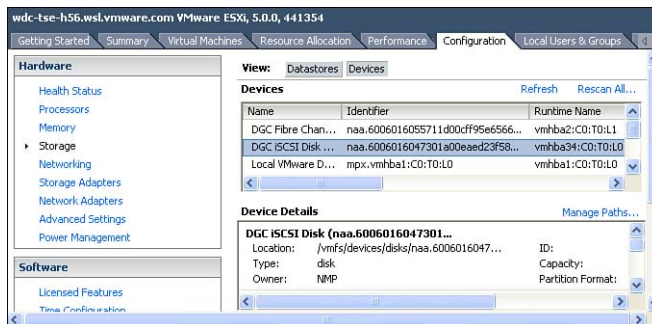 wdc-tse-h56.wsl.vmware.com VMware ESXi, 5.0.0, 441354
Getting Started Summary Virtual Machines Resource Allocation Performance Configuration Local Users & Groups
Hardware
Health Status
Processors
Memory
Storage
Networking
Storage Adapters
Network Adapters
Advanced Settings
Power Management
Software
Licensed Features
Time Configuration
View: Datastores Devices
Devices Refresh Rescan All...
Name Identifier Runtime Name
DGC Fibre Chan... naa.6006016055711d00cff95e6566... vmhba2:C0:T0:L1
DGC iSCSI Disk ... naa.6006016047301a00eaed23f58... vmhba34:C0:T0:L0
Local VMware D... mpx.vmhba1:C0:T0:L0 vmhba1:C0:T0:L0
Device Details Manage Paths...
DGC iSCSI Disk (naa.6006016047301...
Location: /vmfs/devices/disks/naa.6006016047... ID:
Type: disk Capacity:
Owner: NMP Partition Format: